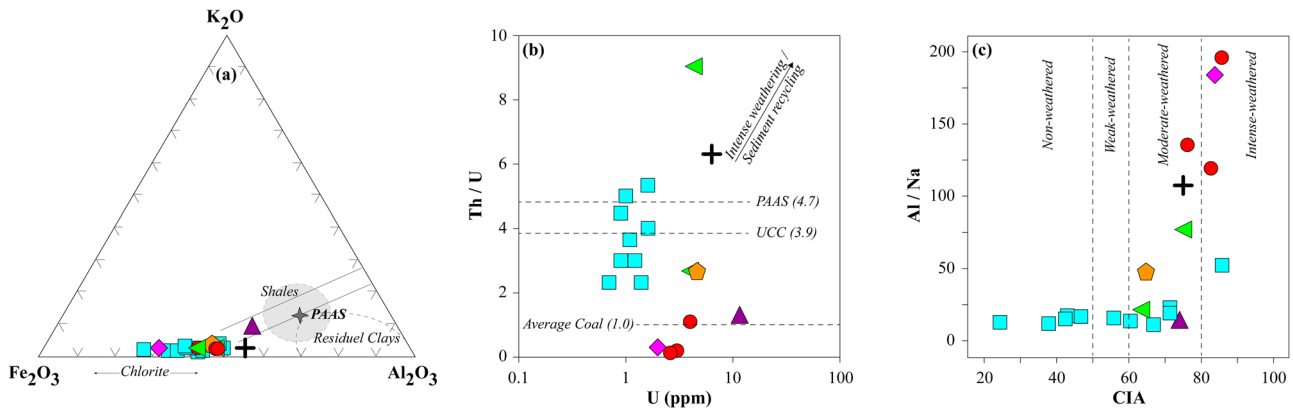 K2O
(a)
Shales
PAAS
Residuel Clays
Fe2O3
Chlorite
Al2O3
(b)
10
8
6
4
2
0
Th / U
Intense weathering /
Sediment recycling
PAAS (4.7)
UCC (3.9)
Average Coal (1.0)
0.1
1
10
100
U (ppm)
(c)
200
150
100
50
0
Al / Na
Non-weathered
Weak-weathered
Moderate-weathered
Intense-weathered
20
40
60
80
100
CIA